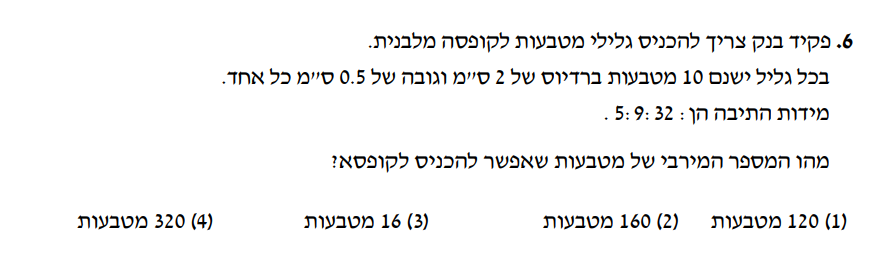 6. פקיד בנק צריך להכניס גלילי מטבעות לקופסה מלבנית.
בכל גליל ישנם 10 מטבעות ברדיוס של 2 ס״מ וגובה של 0.5 ס״מ כל אחד.
מידות התיבה הן : 32 :9 :5 .
מהו המספר המירבי של מטבעות שאפשר להכניס לקופסא?
(1) 120 מטבעות (2) 160 מטבעות (3) 16 מטבעות (4) 320 מטבעות